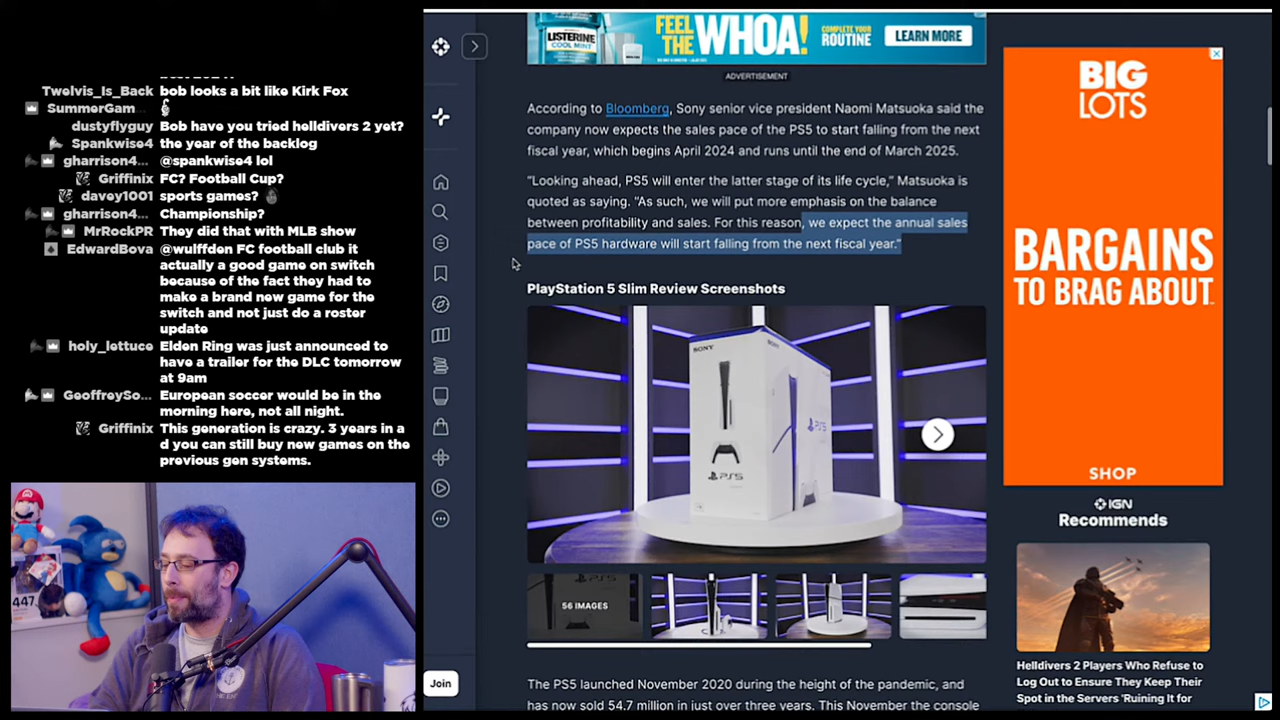 Twelvis_Is_Back bob looks a bit like Kirk Fox
SummerGam...
dustyflyguy Bob have you tried helldivers 2 yet?
Spankwise4 the year of the backlog
gharrison4... @spankwise4 lol
Griffinix FC? Football Cup?
davey1001 sports games?
gharrison4... Championship?
MrRockPR They did that with MLB show
EdwardBova @wulffden FC football club it
actually a good game on switch
because of the fact they had to
make a brand new game for the
switch and not just do a roster
update
holy_lettuce Elden Ring was just announced to
have a trailer for the DLC tomorrow
at 9am
GeoffreySo... European soccer would be in the
morning here, not all night.
Griffinix This generation is crazy. 3 years in a
d you can still buy new games on the
previous gen systems.
447
Join
LISTERINE
COOL MINT
FEEL
THE WHOA!
COMPLETE YOUR
ROUTINE
LEARN MORE
ADVERTISEMENT
According to Bloomberg, Sony senior vice president Naomi Matsuoka said the
company now expects the sales pace of the PS5 to start falling from the next
fiscal year, which begins April 2024 and runs until the end of March 2025.
“Looking ahead, PS5 will enter the latter stage of its life cycle,” Matsuoka is
quoted as saying. “As such, we will put more emphasis on the balance
between profitability and sales. For this reason, we expect the annual sales
pace of PS5 hardware will start falling from the next fiscal year.”
PlayStation 5 Slim Review Screenshots
SONY
SONY
PS5
PS5
PS5
56 IMAGES
The PS5 launched November 2020 during the height of the pandemic, and
has now sold 54.7 million in just over three years. This November the console
BIG
LOTS
BARGAINS
TO BRAG ABOUT
SHOP
IGN
Recommends
Helldivers 2 Players Who Refuse to
Log Out to Ensure They Keep Their
Spot in the Servers 'Ruining It for